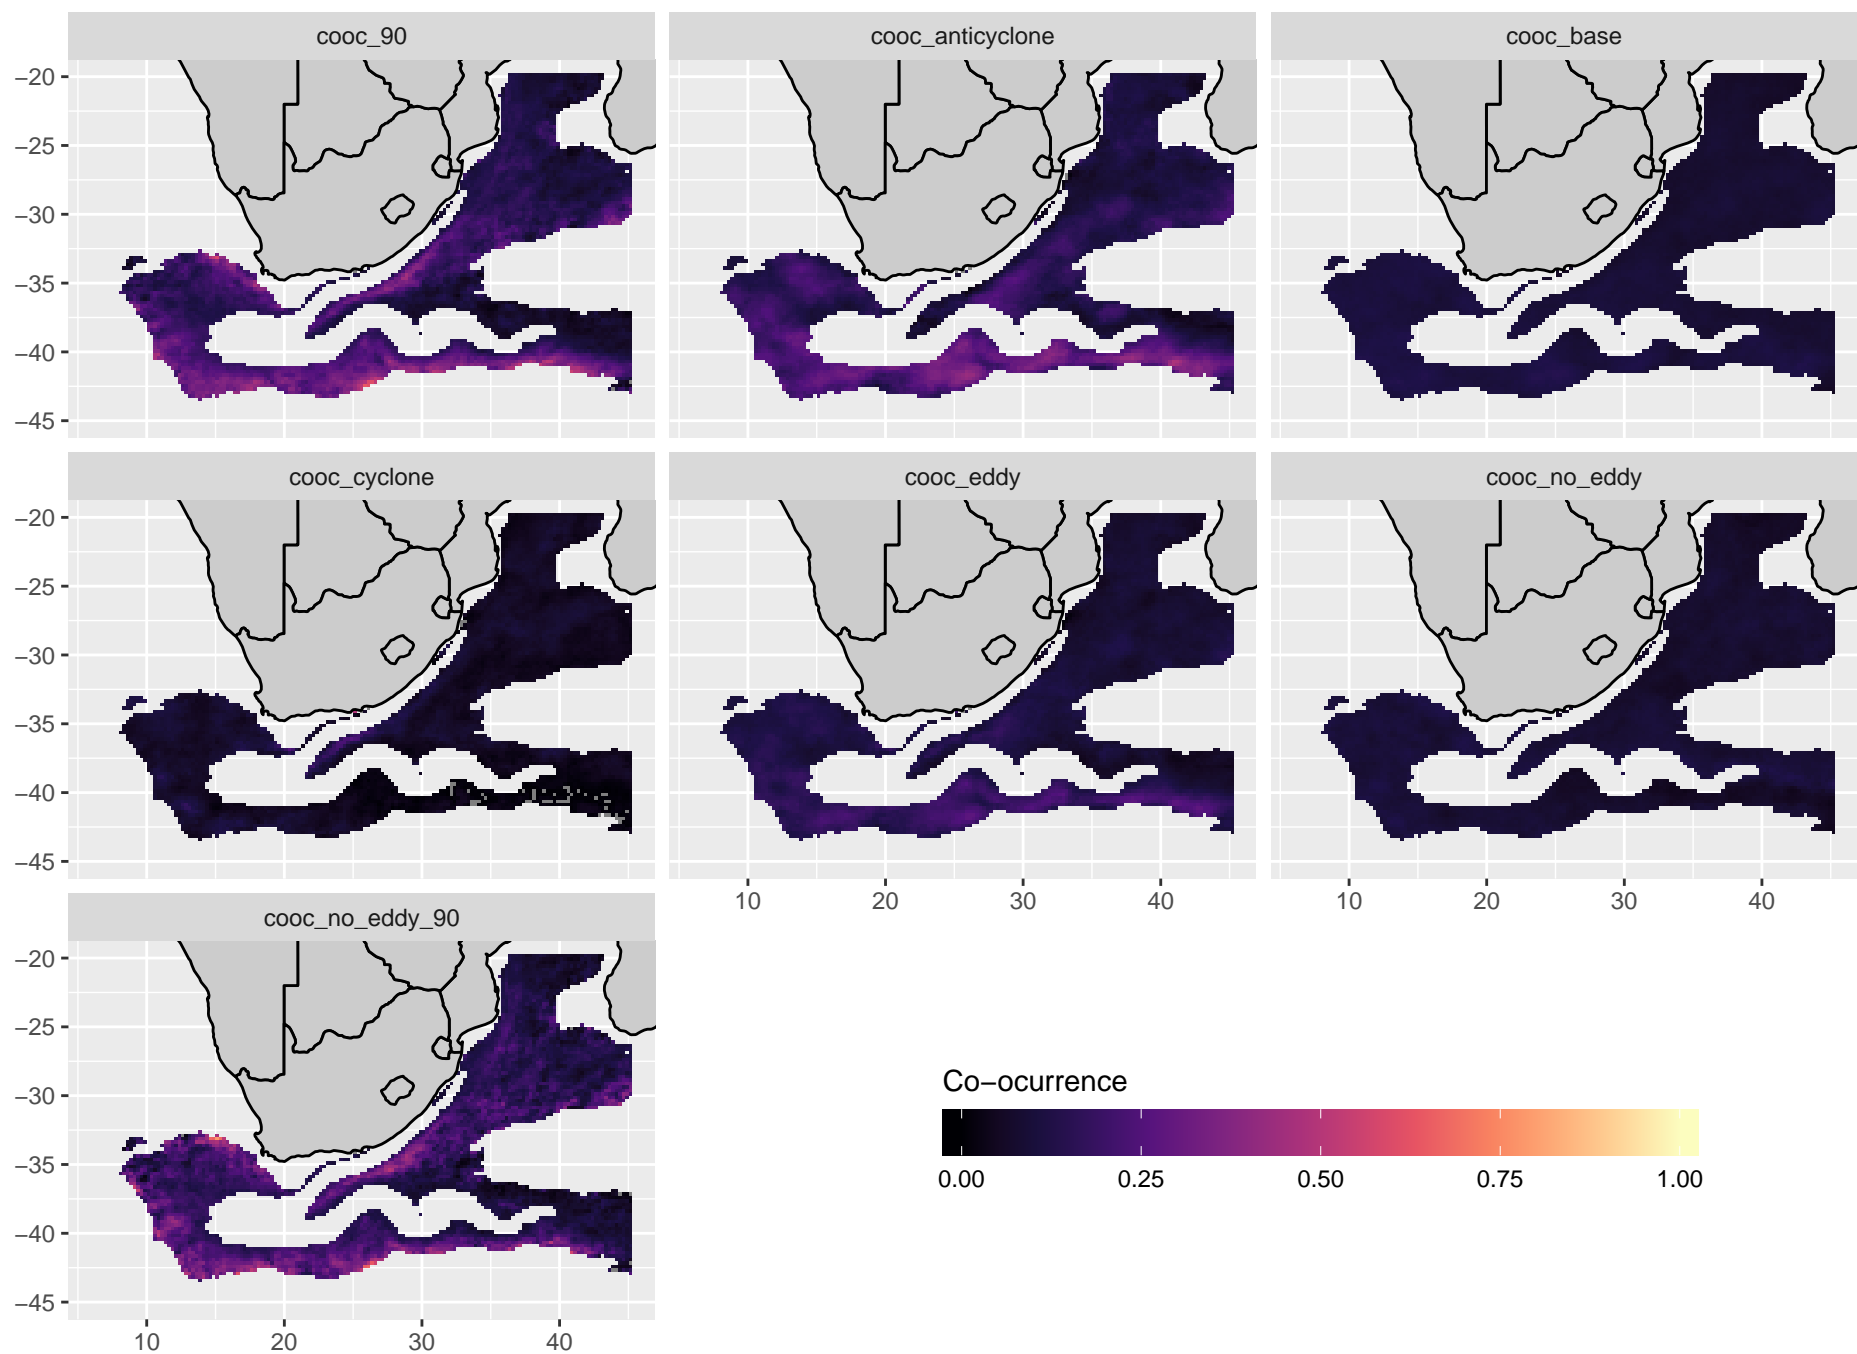 cooc_90 cooc_anticyclone cooc_base
−20
−25
−30
−35
−40
−45
cooc_cyclone cooc_eddy cooc_no_eddy
−20
−25
−30
−35
−40
−45
10 20 30 40 10 20 30 40
cooc_no_eddy_90
−20
−25
−30
−35
−40
−45
10 20 30 40
Co−ocurrence
0.00 0.25 0.50 0.75 1.00